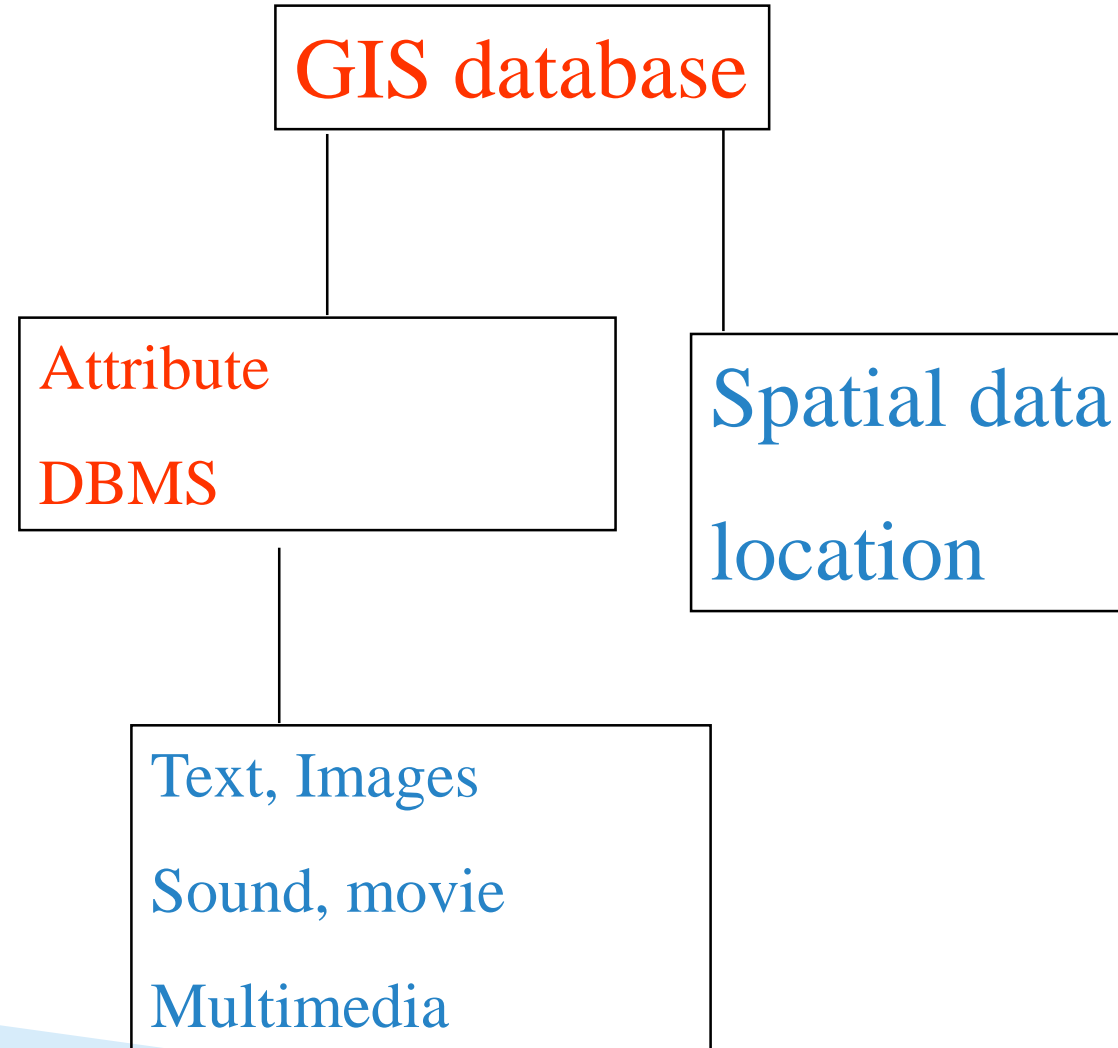 GIS database
Attribute
DBMS
Spatial data
location
Text, Images
Sound, movie
Multimedia